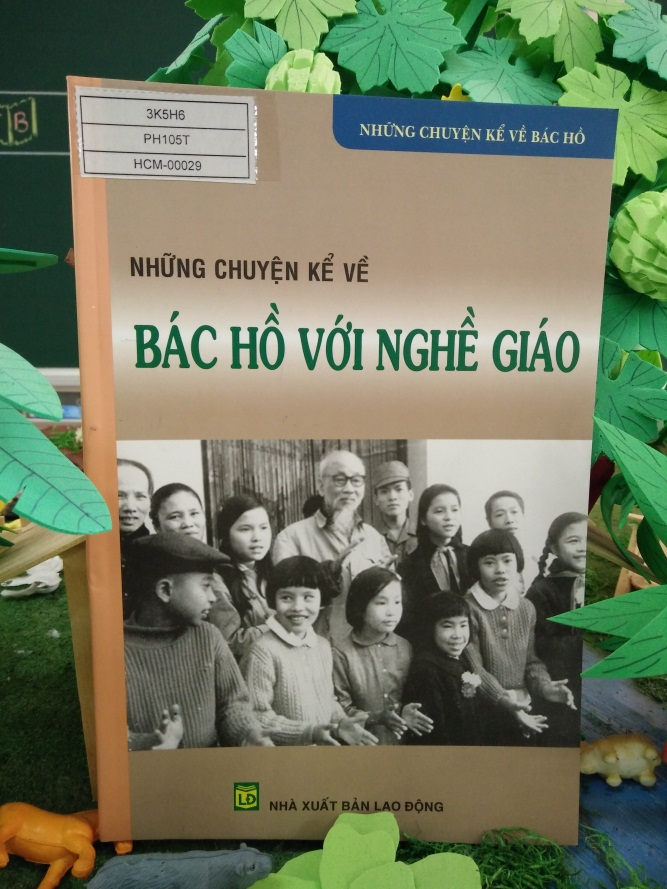 B
3K5H6
PH105T
HCM-00029
NHỮNG CHUYỆN KỂ VỀ BÁC HỒ
NHỮNG CHUYỆN KỂ VỀ
BÁC HỒ VỚI NGHỀ GIÁO
LĐ
NHÀ XUẤT BẢN LAO ĐỘNG